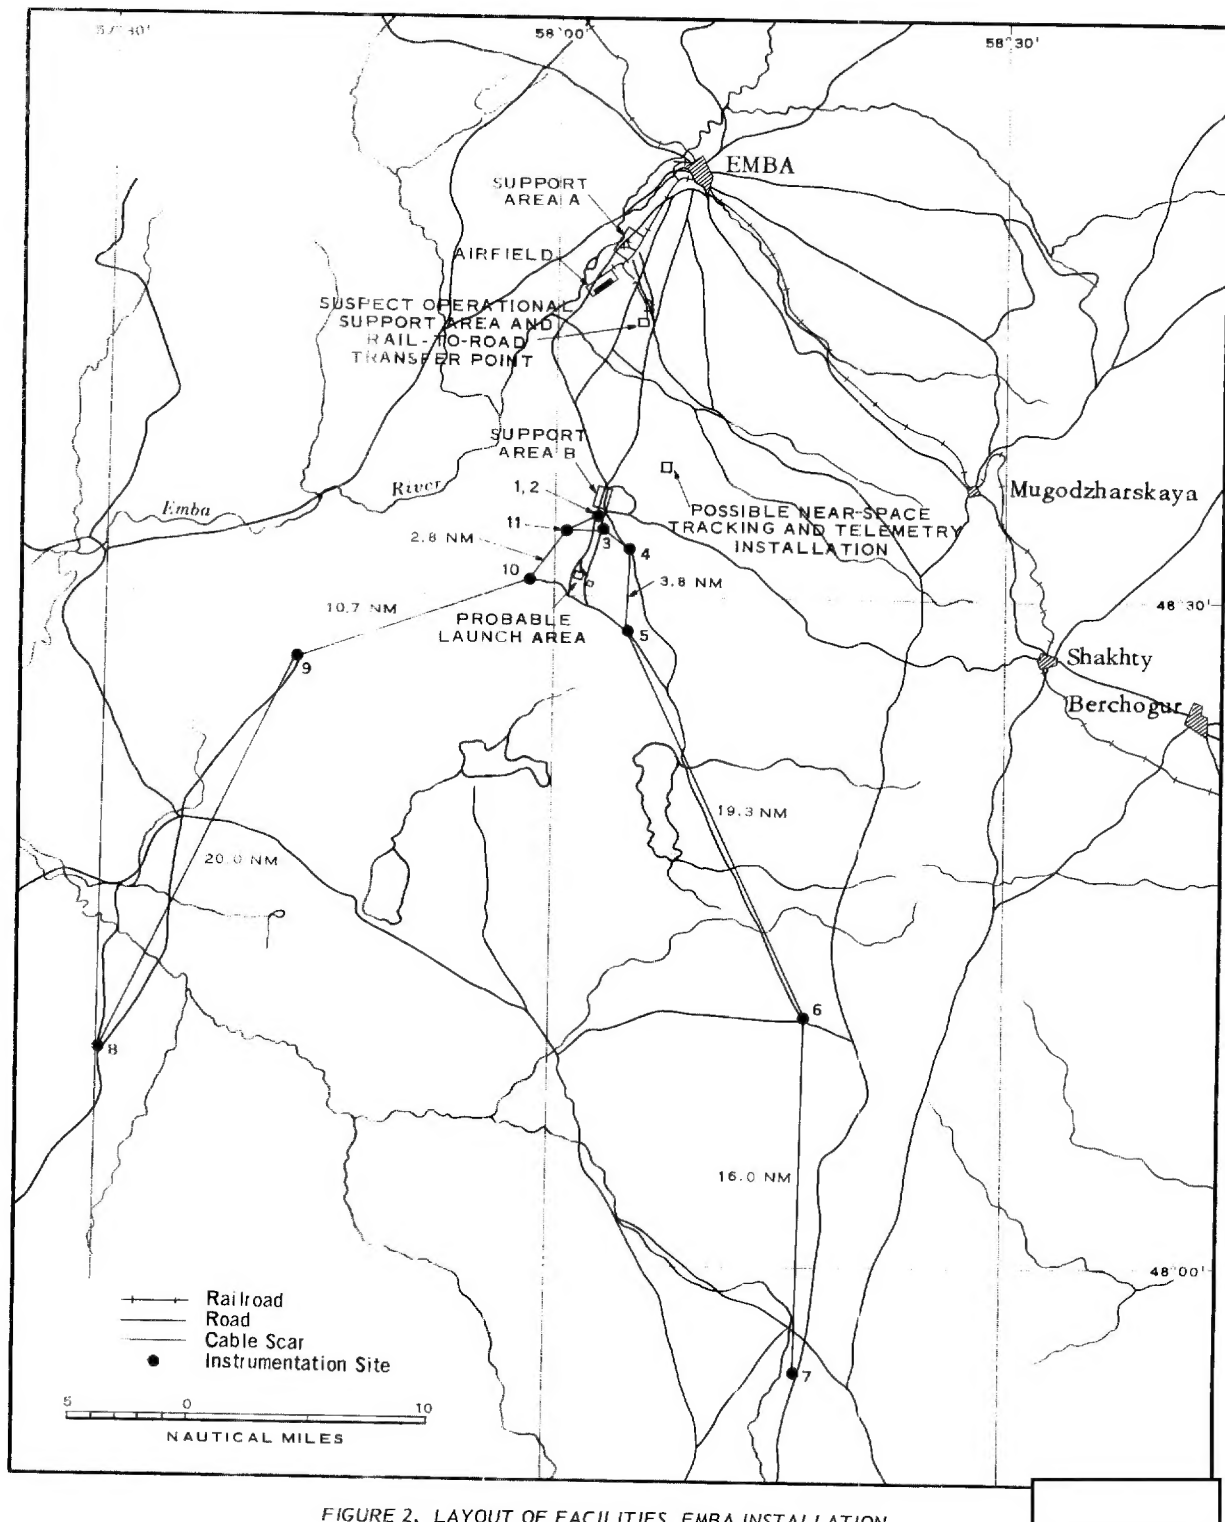 57°30'
58°00'
58°30'
EMBA
SUPPORT
AREA A
AIRFIELD
SUSPECT OPERATIONAL
SUPPORT AREA AND
RAIL-TO-ROAD
TRANSFER POINT
SUPPORT
AREA B
1, 2
11
3
4
2.8 NM
10
3.8 NM
POSSIBLE NEAR-SPACE
TRACKING AND TELEMETRY
INSTALLATION
Mugodzharskaya
Emba
River
10.7 NM
PROBABLE
LAUNCH AREA
5
48°30'
9
Shakhty
Berchogur
19.3 NM
20.0 NM
6
8
16.0 NM
48°00'
7
Railroad
Road
Cable Scar
Instrumentation Site
5
0
10
NAUTICAL MILES
FIGURE 2. LAYOUT OF FACILITIES, EMBA INSTALLATION